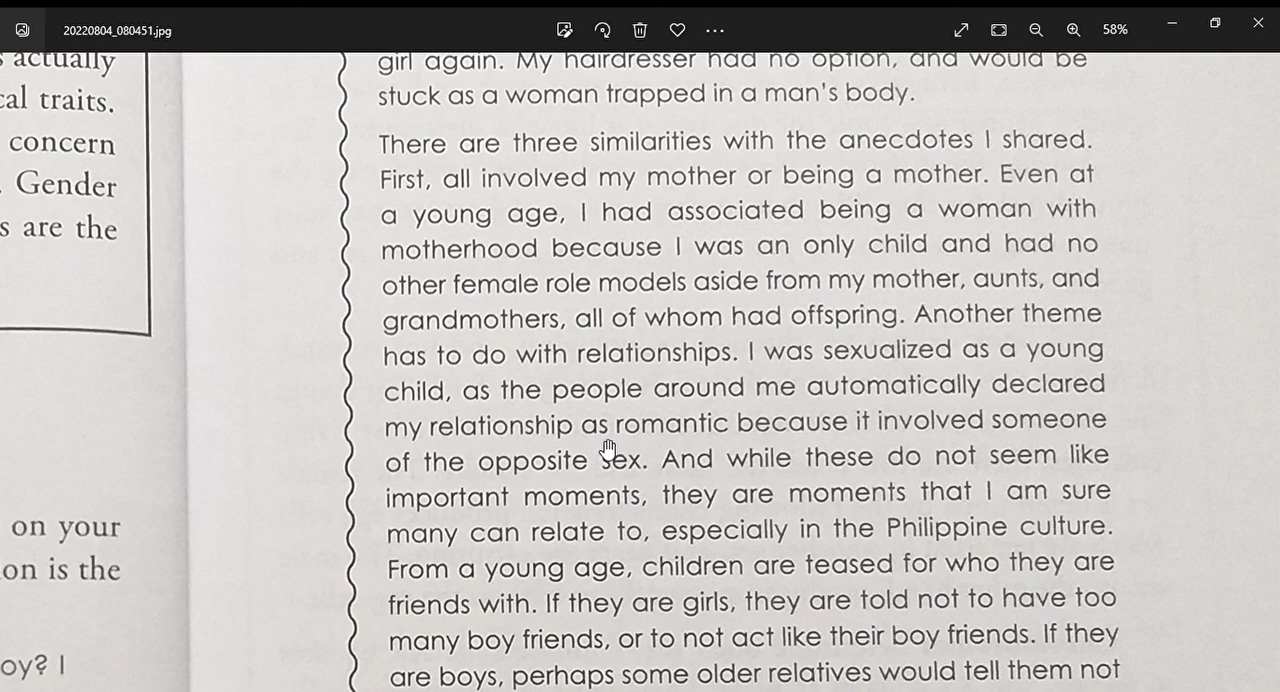 20220804_080451.jpg
58%
actually
cal traits.
concern
. Gender
s are the
on your
on is the
oy? I
girl again. My hairdresser had no option, and would be
stuck as a woman trapped in a man's body.
There are three similarities with the anecdotes I shared.
First, all involved my mother or being a mother. Even at
a young age, I had associated being a woman with
motherhood because I was an only child and had no
other female role models aside from my mother, aunts, and
grandmothers, all of whom had offspring. Another theme
has to do with relationships. I was sexualized as a young
child, as the people around me automatically declared
my relationship as romantic because it involved someone
of the opposite sex. And while these do not seem like
important moments, they are moments that I am sure
many can relate to, especially in the Philippine culture.
From a young age, children are teased for who they are
friends with. If they are girls, they are told not to have too
many boy friends, or to not act like their boy friends. If they
are boys, perhaps some older relatives would tell them not